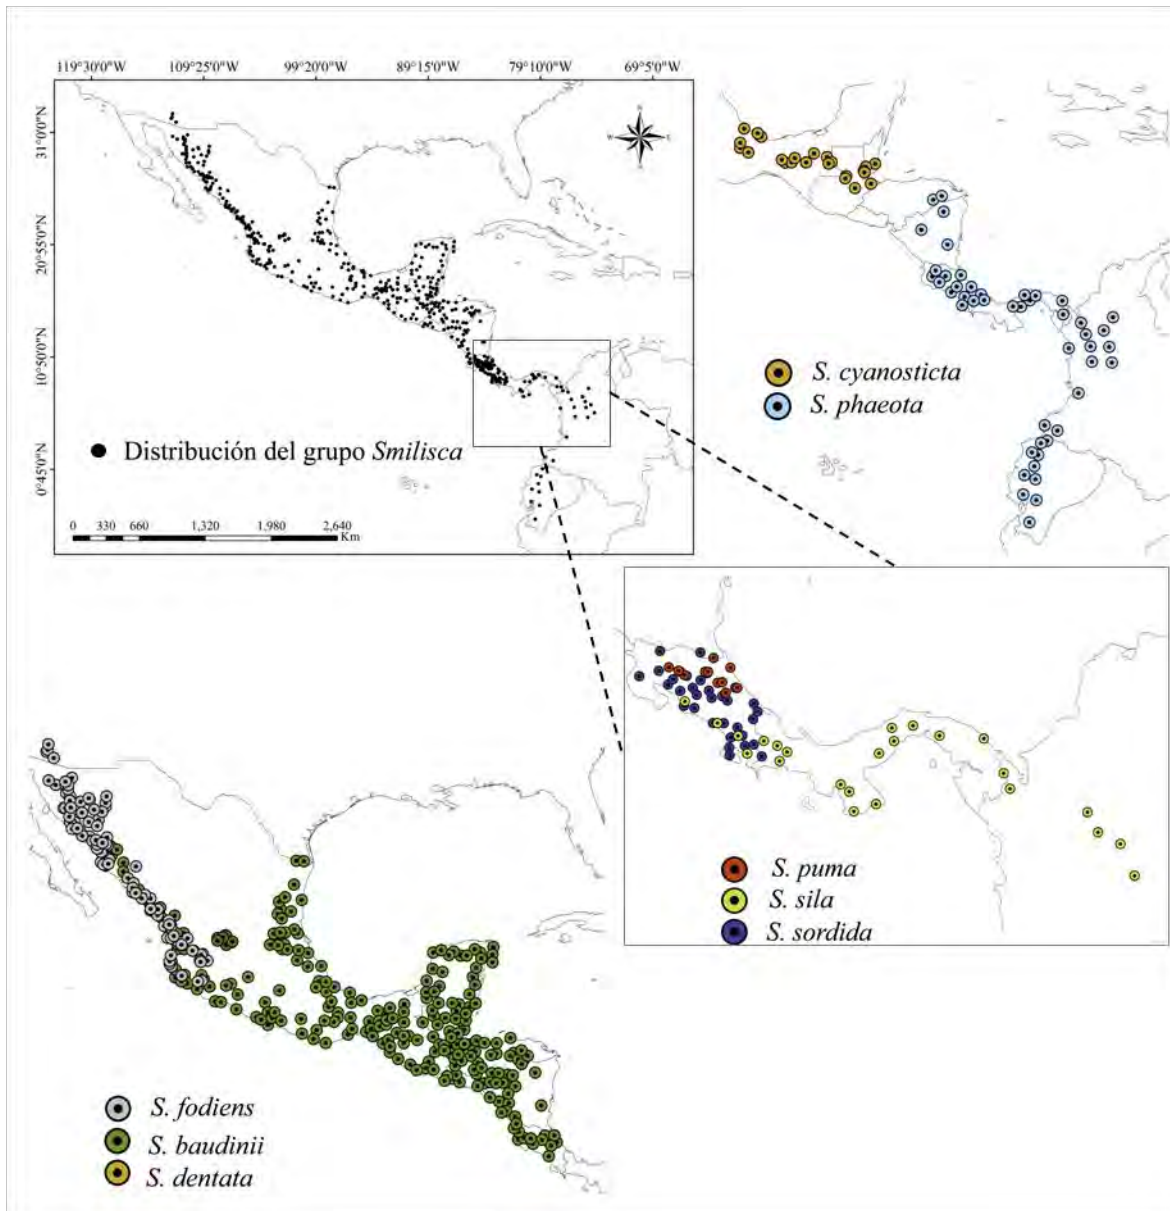 119°30'0"W 109°25'0"W 99°20'0"W 89°15'0"W 79°10'0"W 69°5'0"W
31°0'0"N
20°55'0"N
10°50'0"N
0°45'0"N
N
W E
S
Distribución del grupo Smilisca
0 330 660 1,320 1,980 2,640
Km
S. cyanosticta
S. phaeota
S. puma
S. sila
S. sordida
S. fodiens
S. baudinii
S. dentata